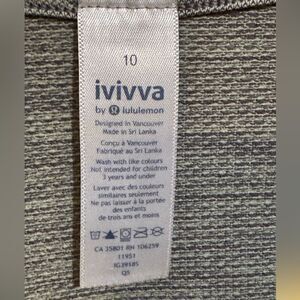 10
ivivva
by lululemon
Designed in Vancouver
Made in Sri Lanka
Conçu à Vancouver
Fabriqué au Sri Lanka
Wash with like colours
Not intended for children
3 years and under
Laver avec des couleurs
similaires seulement
Ne pas laisser à la portée
des enfants
de trois ans et moins
CA 35801 RN 106259
11951
IG39185
QS